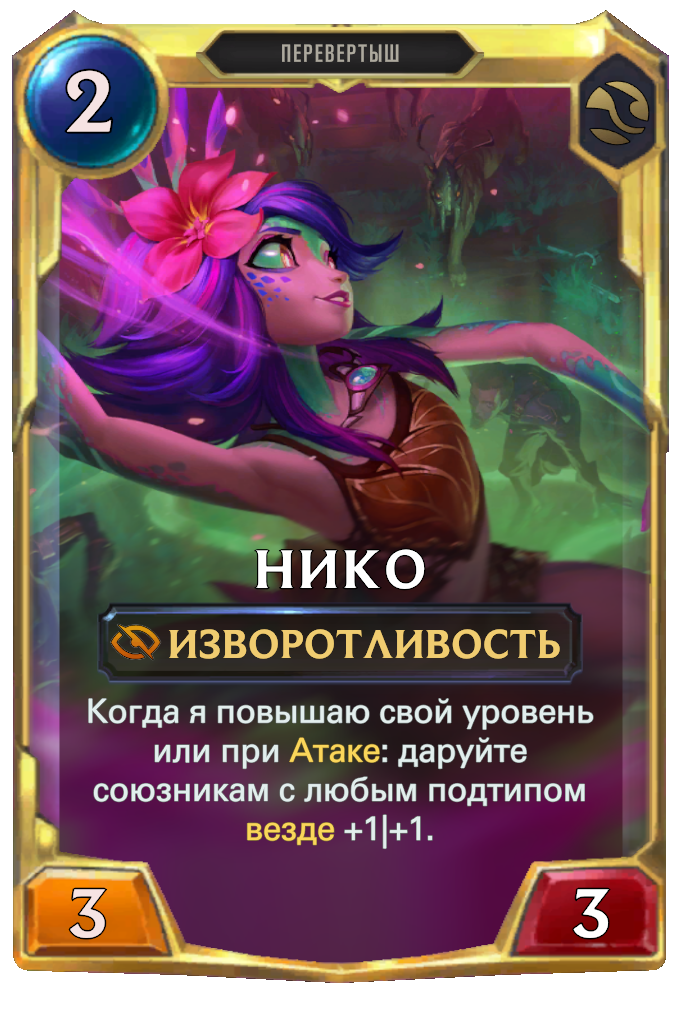 ПЕРЕВЕРТЫШ
2
НИКО
ИЗВОРОТЛИВОСТЬ
Когда я повышаю свой уровень
или при Атаке: даруйте
союзникам с любым подтипом
везде +1|+1.
3
3